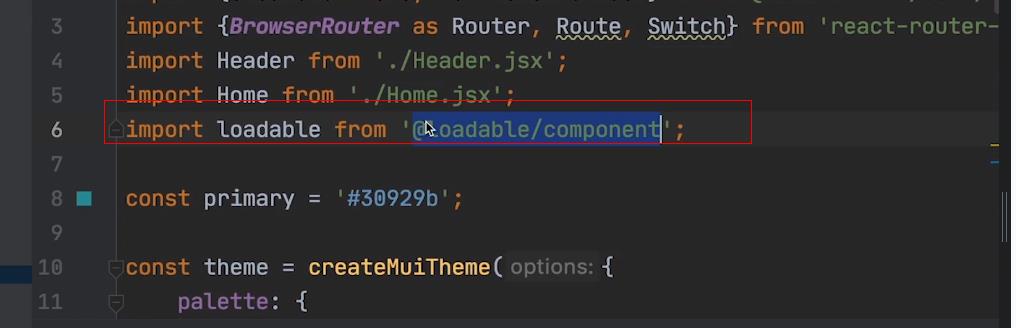 3 import {BrowserRouter as Router, Route, Switch} from 'react-router-
4 import Header from './Header.jsx';
5 import Home from './Home.jsx';
6 import loadable from '@loadable/component';
7
8 const primary = '#30929b';
9
10 const theme = createMuiTheme( options: {
11 palette: {